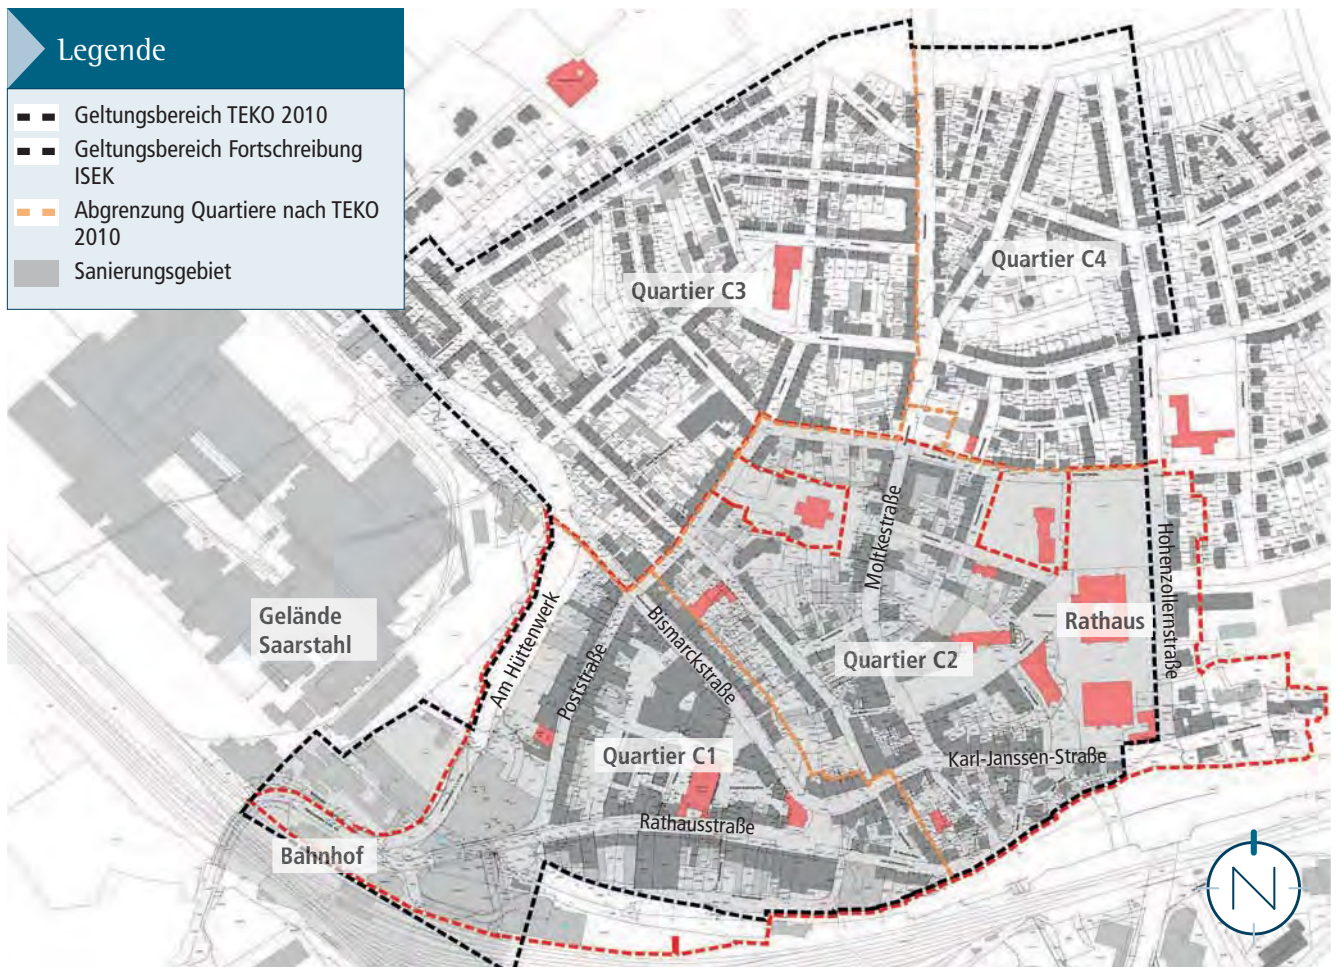 Legende
Geltungsbereich TEKO 2010
Geltungsbereich Fortschreibung
ISEK
Abgrenzung Quartiere nach TEKO
2010
Sanierungsgebiet
Quartier C4
Quartier C3
Moltkestraße
Hohenzollernstraße
Gelände
Saarstahl
Am Hüttenwerk
Poststraße
Bismarckstraße
Rathaus
Quartier C2
Quartier C1
Karl-Janssen-Straße
Rathausstraße
Bahnhof
N